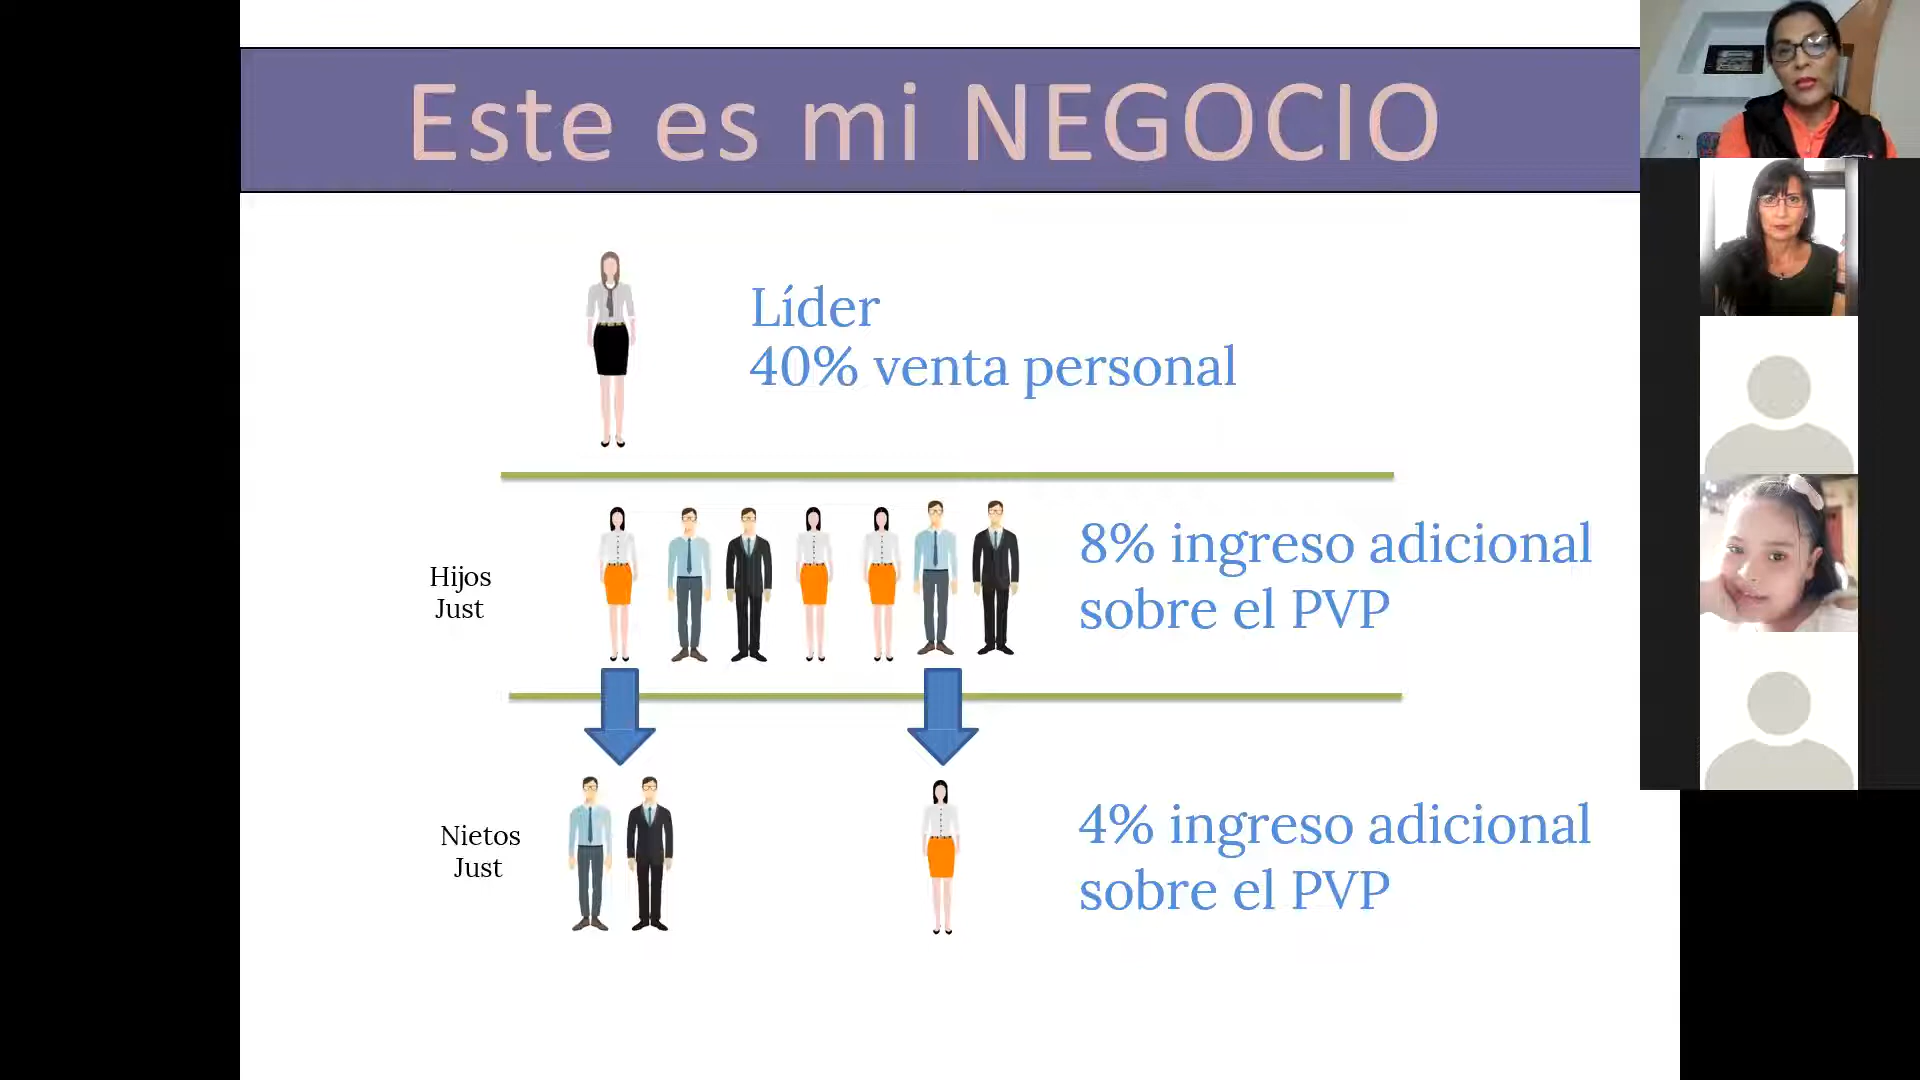 Este es mi NEGOCIO
Líder
40% venta personal
Hijos
Just
8% ingreso adicional
sobre el PVP
Nietos
Just
4% ingreso adicional
sobre el PVP